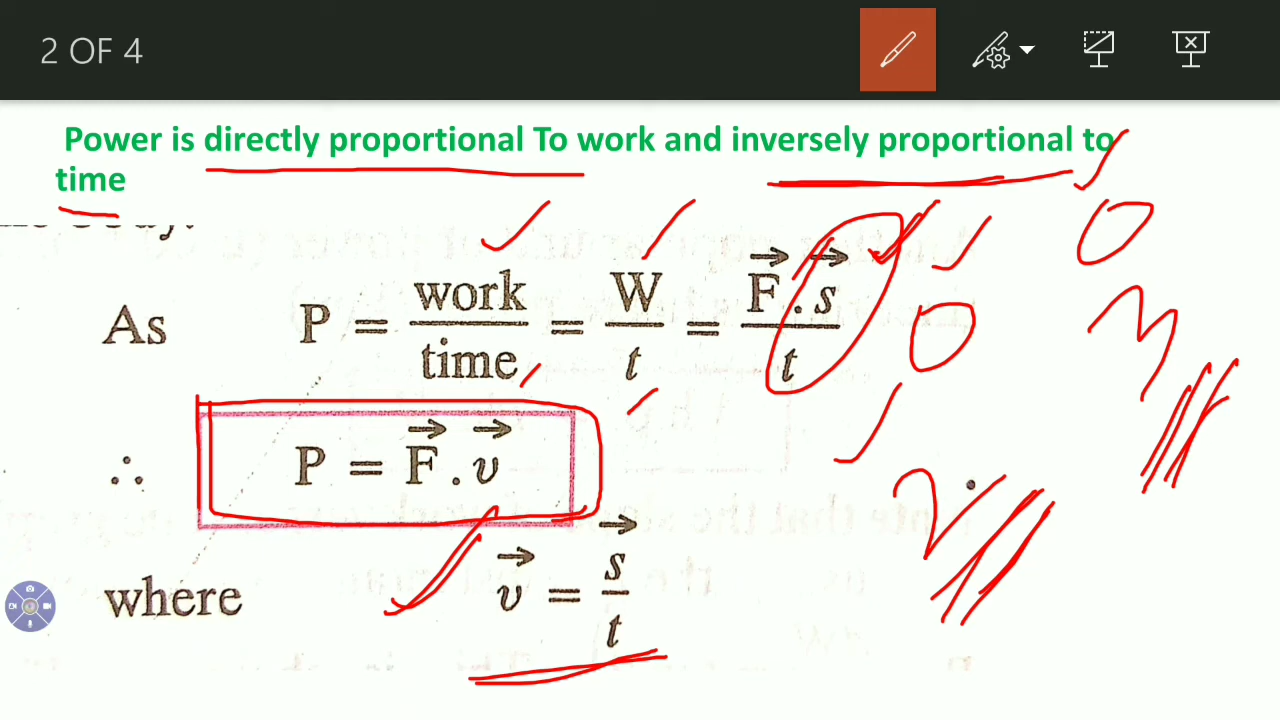 2 OF 4
Power is directly proportional To work and inversely proportional to
time
As P = work/time = W/t = F⃗ . s⃗/t
∴ P = F⃗ . v⃗
where v⃗ = s⃗/t